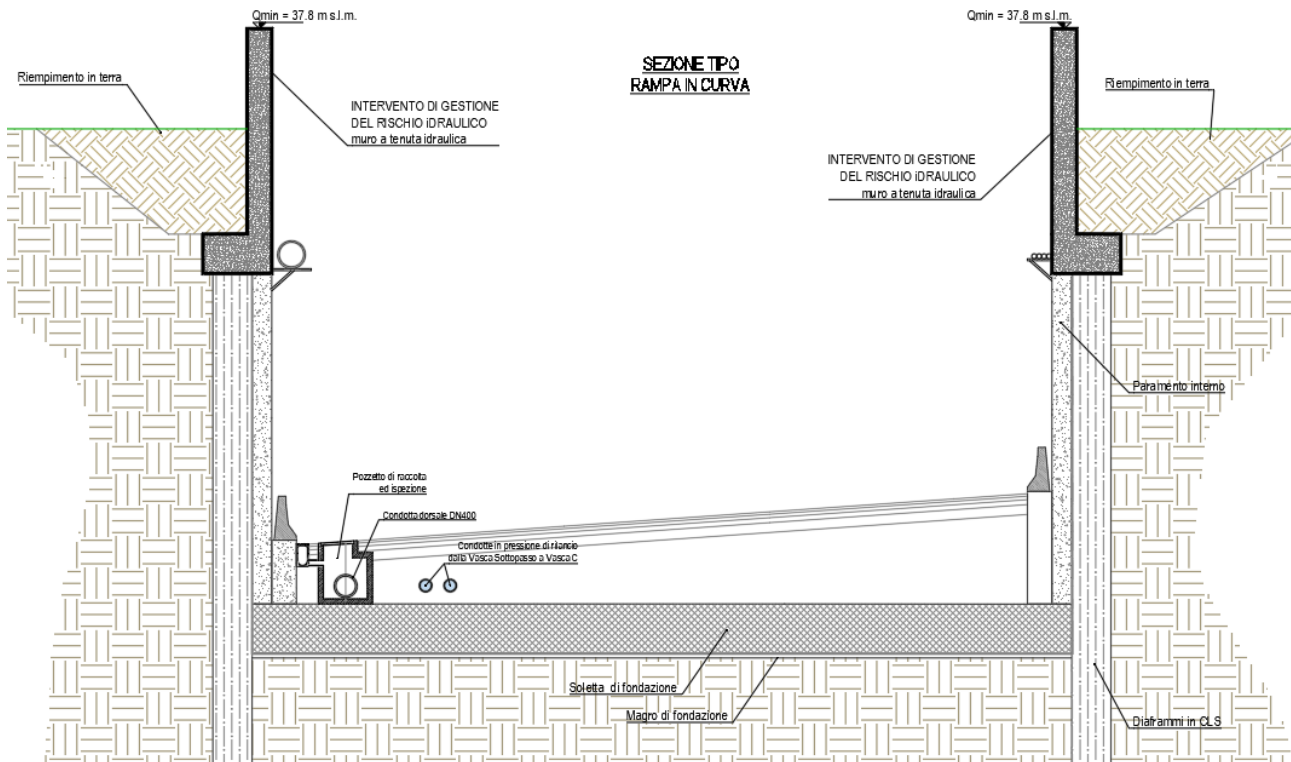 Qmin = 37.8 m s.l.m.
Qmin = 37.8 m s.l.m.
SEZIONE TIPO
RAMPA IN CURVA
Riempimento in terra
Riempimento in terra
INTERVENTO DI GESTIONE
DEL RISCHIO iDRAULICO
muro a tenuta idraulica
INTERVENTO DI GESTIONE
DEL RISCHIO iDRAULICO
muro a tenuta idraulica
Paramento interno
Pozzetto di raccolta
ed ispezione
Condotta dorsale DN400
Condotte in pressione di rilancio
dalla Vasca Sottopasso a Vasca C
Soletta di fondazione
Magro di fondazione
Diaframmi in CLS